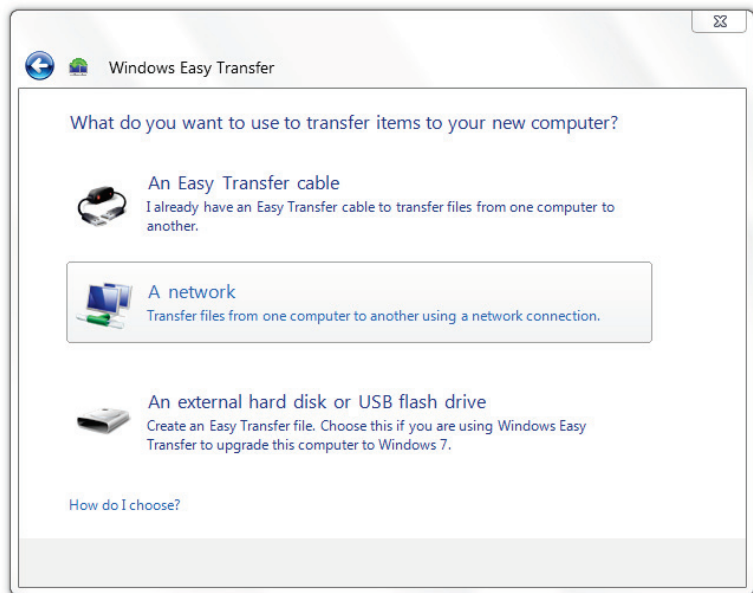 Windows Easy Transfer
What do you want to use to transfer items to your new computer?
An Easy Transfer cable
I already have an Easy Transfer cable to transfer files from one computer to
another.
A network
Transfer files from one computer to another using a network connection.
An external hard disk or USB flash drive
Create an Easy Transfer file. Choose this if you are using Windows Easy
Transfer to upgrade this computer to Windows 7.
How do I choose?